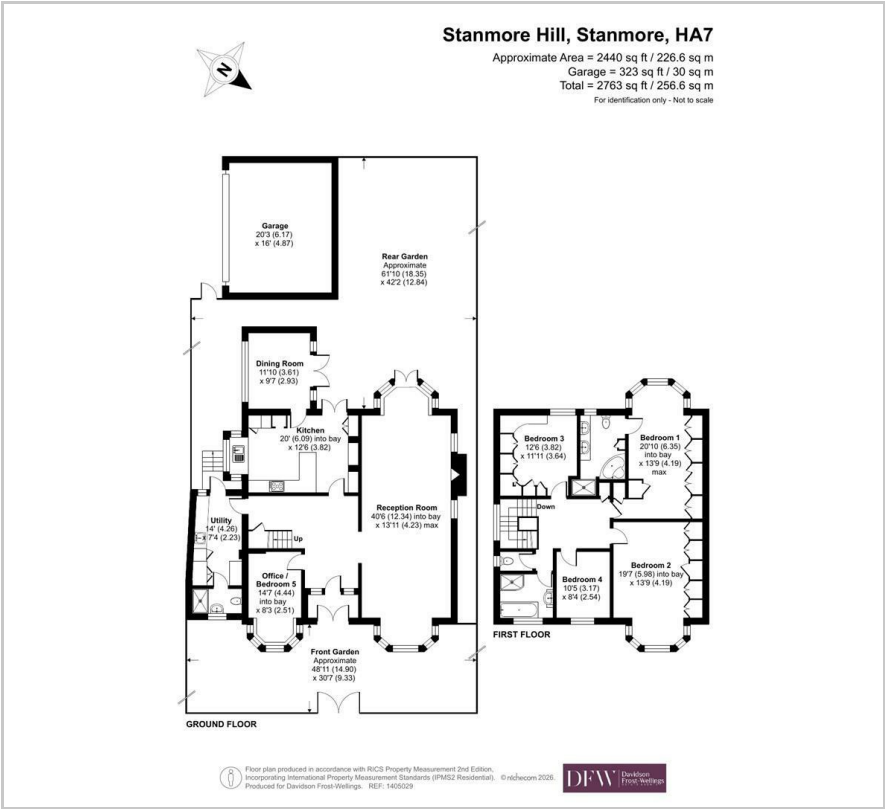 Stanmore Hill, Stanmore, HA7
Approximate Area = 2440 sq ft / 226.6 sq m
Garage = 323 sq ft / 30 sq m
Total = 2763 sq ft / 256.6 sq m
For identification only - Not to scale
N
Garage
20'3 (6.17)
x 16' (4.87)
Rear Garden
Approximate
61'10 (18.35)
x 42'2 (12.84)
Dining Room
11'10 (3.61)
x 9'7 (2.93)
Kitchen
20' (6.09) into bay
x 12'6 (3.82)
Reception Room
40'6 (12.34) into bay
x 13'11 (4.23) max
Utility
14' (4.26)
x 7'4 (2.23)
Up
Office /
Bedroom 5
14'7 (4.44)
into bay
x 8'3 (2.51)
Front Garden
Approximate
48'11 (14.90)
x 30'7 (9.33)
GROUND FLOOR
Bedroom 3
12'6 (3.82)
x 11'11 (3.64)
Bedroom 1
20'10 (6.35)
into bay
x 13'9 (4.19)
max
Down
Bedroom 4
10'5 (3.17)
x 8'4 (2.54)
Bedroom 2
19'7 (5.98) into bay
x 13'9 (4.19)
FIRST FLOOR
Floor plan produced in accordance with RICS Property Measurement 2nd Edition,
Incorporating International Property Measurement Standards (IPMS2 Residential). © nichecom 2026.
Produced for Davidson Frost-Wellings. REF: 1405029
DFW
Davidson
Frost-Wellings